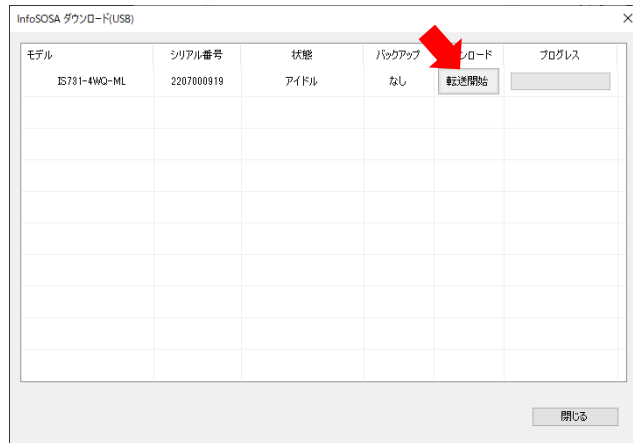 InfoSOSA ダウンロード(USB)
モデル シリアル番号 状態 バックアップ ンロード プログレス
IS731-4WQ-ML 2207000919 アイドル なし 転送開始
閉じる